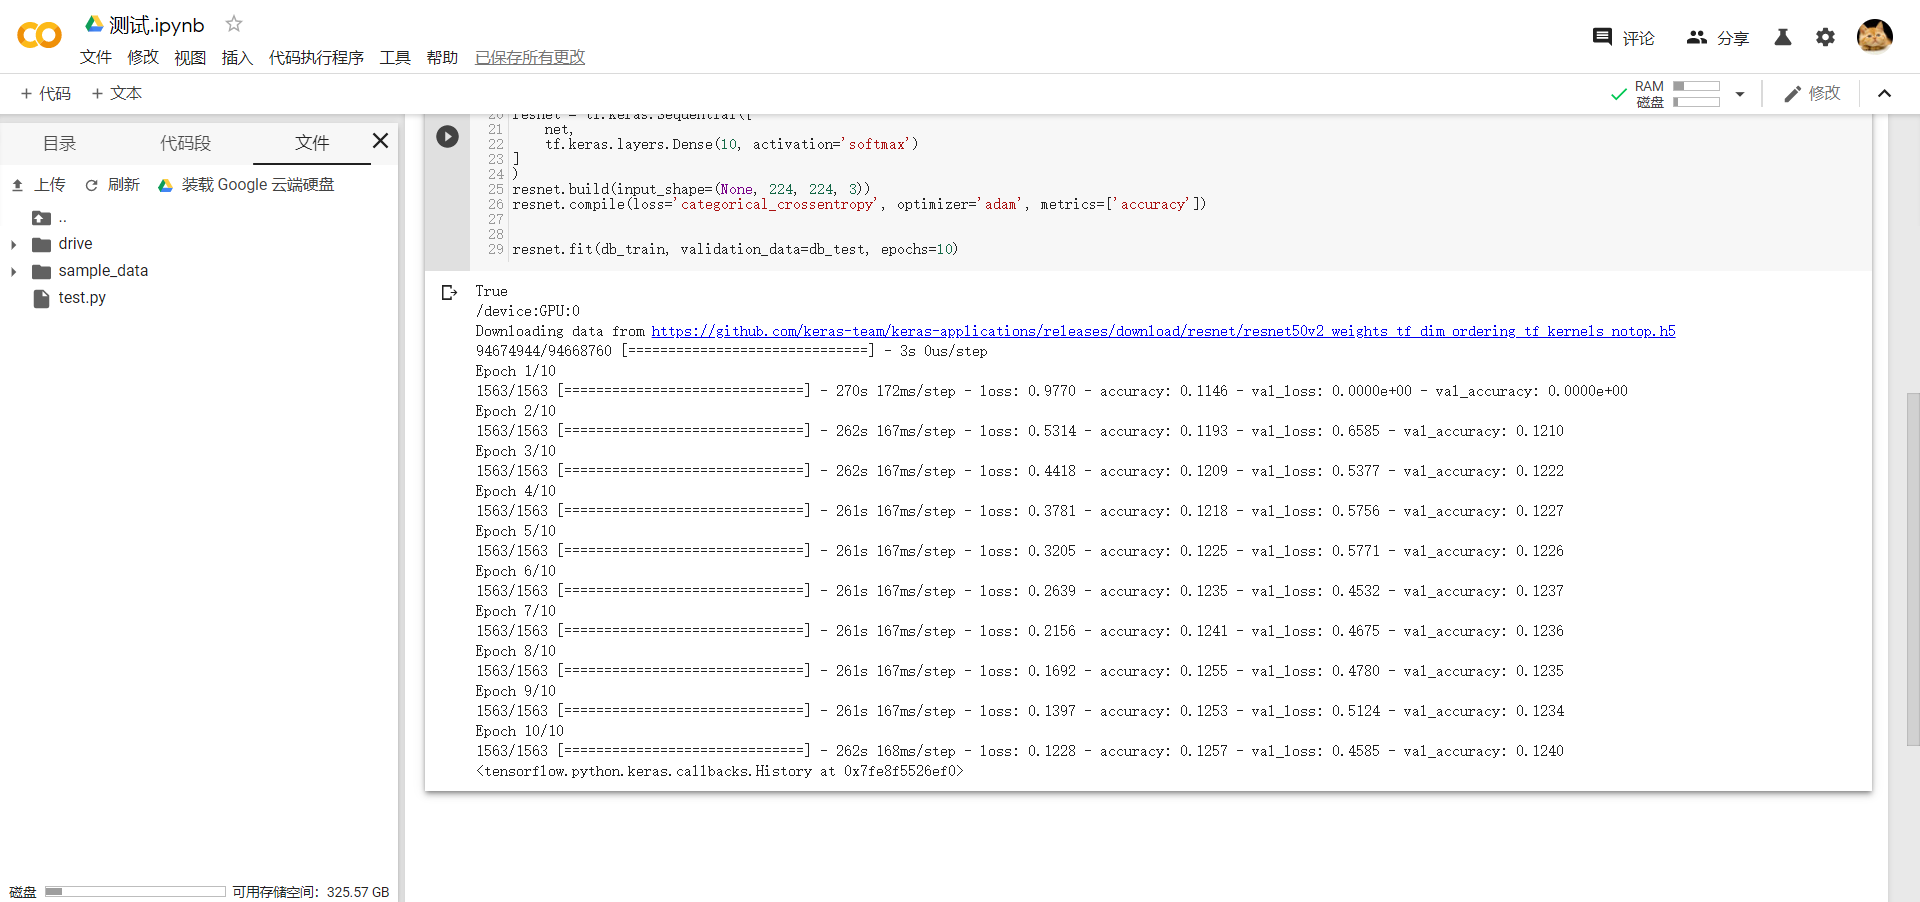 测试.ipynb
文件 修改 视图 插入 代码执行程序 工具 帮助 已保存所有更改
评论 分享
+ 代码 + 文本
RAM
磁盘
修改
目录 代码段 文件
上传 刷新 装载 Google 云端硬盘
..
drive
sample_data
test.py
磁盘 可用存储空间: 325.57 GB
20 resnet = tf.keras.Sequential([
21 net,
22 tf.keras.layers.Dense(10, activation='softmax')
23 ]
24 )
25 resnet.build(input_shape=(None, 224, 224, 3))
26 resnet.compile(loss='categorical_crossentropy', optimizer='adam', metrics=['accuracy'])
27
28
29 resnet.fit(db_train, validation_data=db_test, epochs=10)
True
/device:GPU:0
Downloading data from https://github.com/keras-team/keras-applications/releases/download/resnet/resnet50v2_weights_tf_dim_ordering_tf_kernels_notop.h5
94674944/94668760 [==============================] - 3s 0us/step
Epoch 1/10
1563/1563 [==============================] - 270s 172ms/step - loss: 0.9770 - accuracy: 0.1146 - val_loss: 0.0000e+00 - val_accuracy: 0.0000e+00
Epoch 2/10
1563/1563 [==============================] - 262s 167ms/step - loss: 0.5314 - accuracy: 0.1193 - val_loss: 0.6585 - val_accuracy: 0.1210
Epoch 3/10
1563/1563 [==============================] - 262s 167ms/step - loss: 0.4418 - accuracy: 0.1209 - val_loss: 0.5377 - val_accuracy: 0.1222
Epoch 4/10
1563/1563 [==============================] - 261s 167ms/step - loss: 0.3781 - accuracy: 0.1218 - val_loss: 0.5756 - val_accuracy: 0.1227
Epoch 5/10
1563/1563 [==============================] - 261s 167ms/step - loss: 0.3205 - accuracy: 0.1225 - val_loss: 0.5771 - val_accuracy: 0.1226
Epoch 6/10
1563/1563 [==============================] - 261s 167ms/step - loss: 0.2639 - accuracy: 0.1235 - val_loss: 0.4532 - val_accuracy: 0.1237
Epoch 7/10
1563/1563 [==============================] - 261s 167ms/step - loss: 0.2156 - accuracy: 0.1241 - val_loss: 0.4675 - val_accuracy: 0.1236
Epoch 8/10
1563/1563 [==============================] - 261s 167ms/step - loss: 0.1692 - accuracy: 0.1255 - val_loss: 0.4780 - val_accuracy: 0.1235
Epoch 9/10
1563/1563 [==============================] - 261s 167ms/step - loss: 0.1397 - accuracy: 0.1253 - val_loss: 0.5124 - val_accuracy: 0.1234
Epoch 10/10
1563/1563 [==============================] - 262s 168ms/step - loss: 0.1228 - accuracy: 0.1257 - val_loss: 0.4585 - val_accuracy: 0.1240
<tensorflow.python.keras.callbacks.History at 0x7fe8f5526ef0>